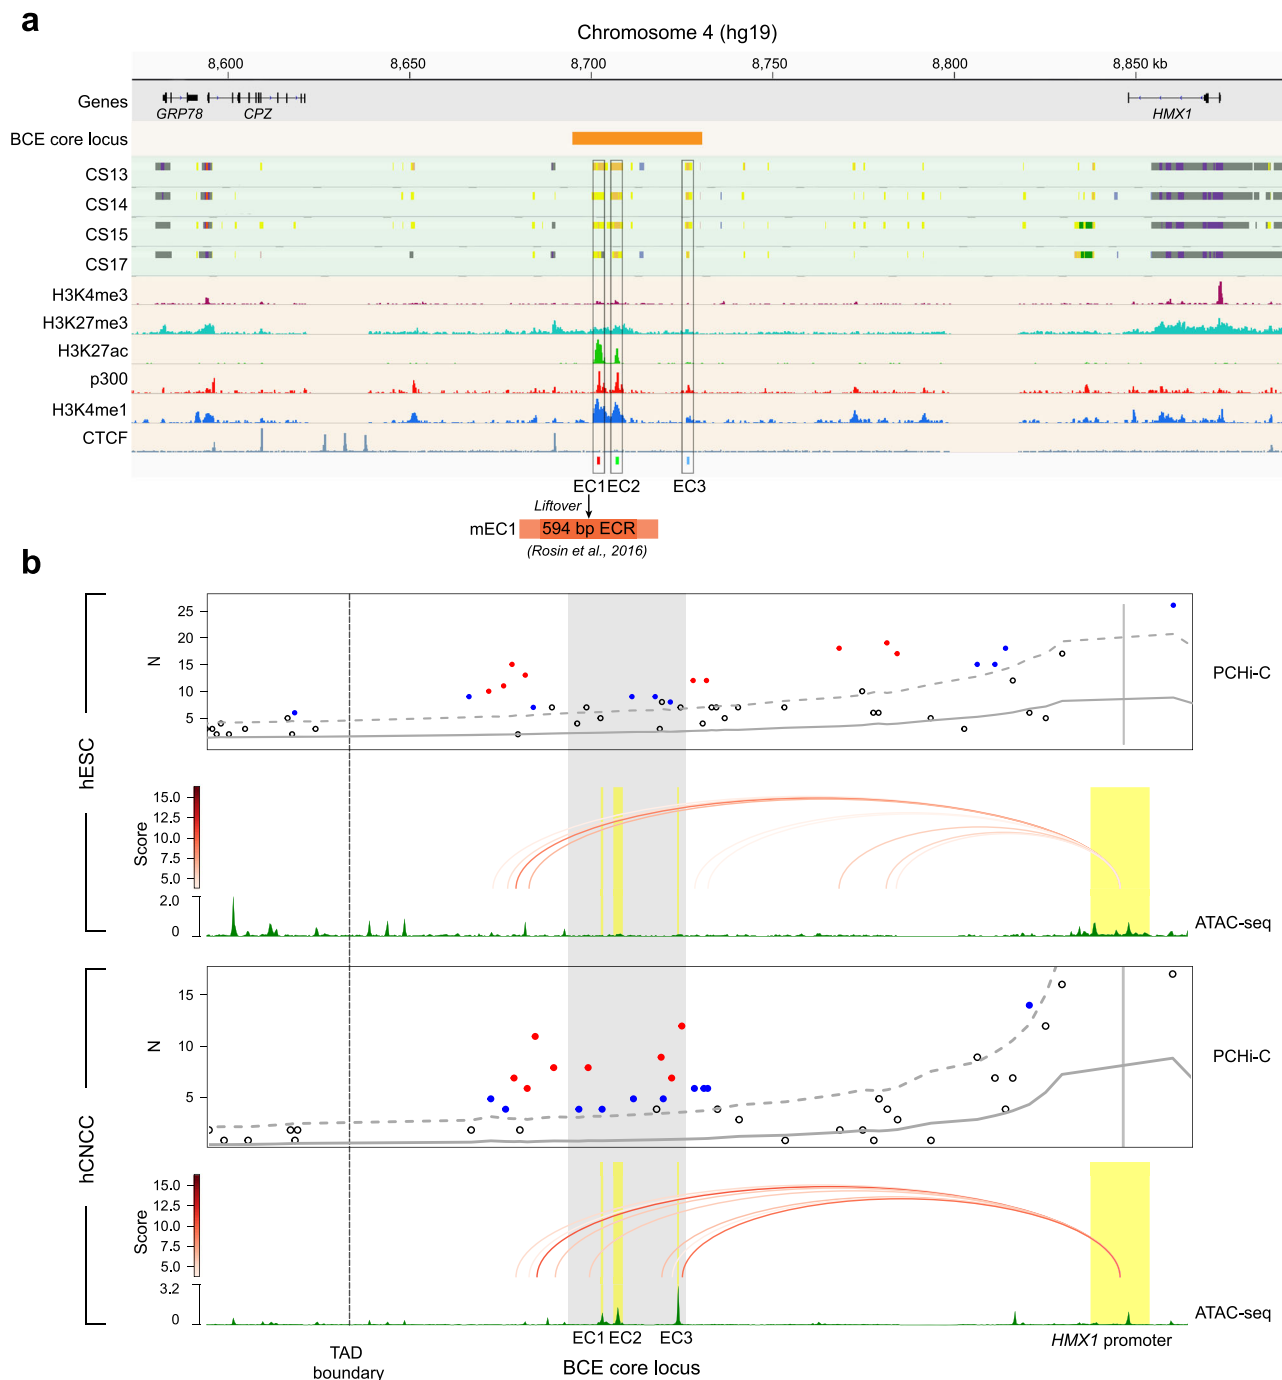 a
Chromosome 4 (hg19)
8,600 8,650 8,700 8,750 8,800 8,850 kb
Genes
GRP78 CPZ HMX1
BCE core locus
CS13
CS14
CS15
CS17
H3K4me3
H3K27me3
H3K27ac
p300
H3K4me1
CTCF
EC1 EC2 EC3
Liftover
mEC1 594 bp ECR
(Rosin et al., 2016)
b
hESC
N
25
20
15
10
5
PCHi-C
Score
15.0
12.5
10.0
7.5
5.0
2.0
0
ATAC-seq
hCNCC
N
15
10
5
PCHi-C
Score
15.0
12.5
10.0
7.5
5.0
3.2
0
ATAC-seq
EC1 EC2 EC3
HMX1 promoter
TAD
boundary
BCE core locus